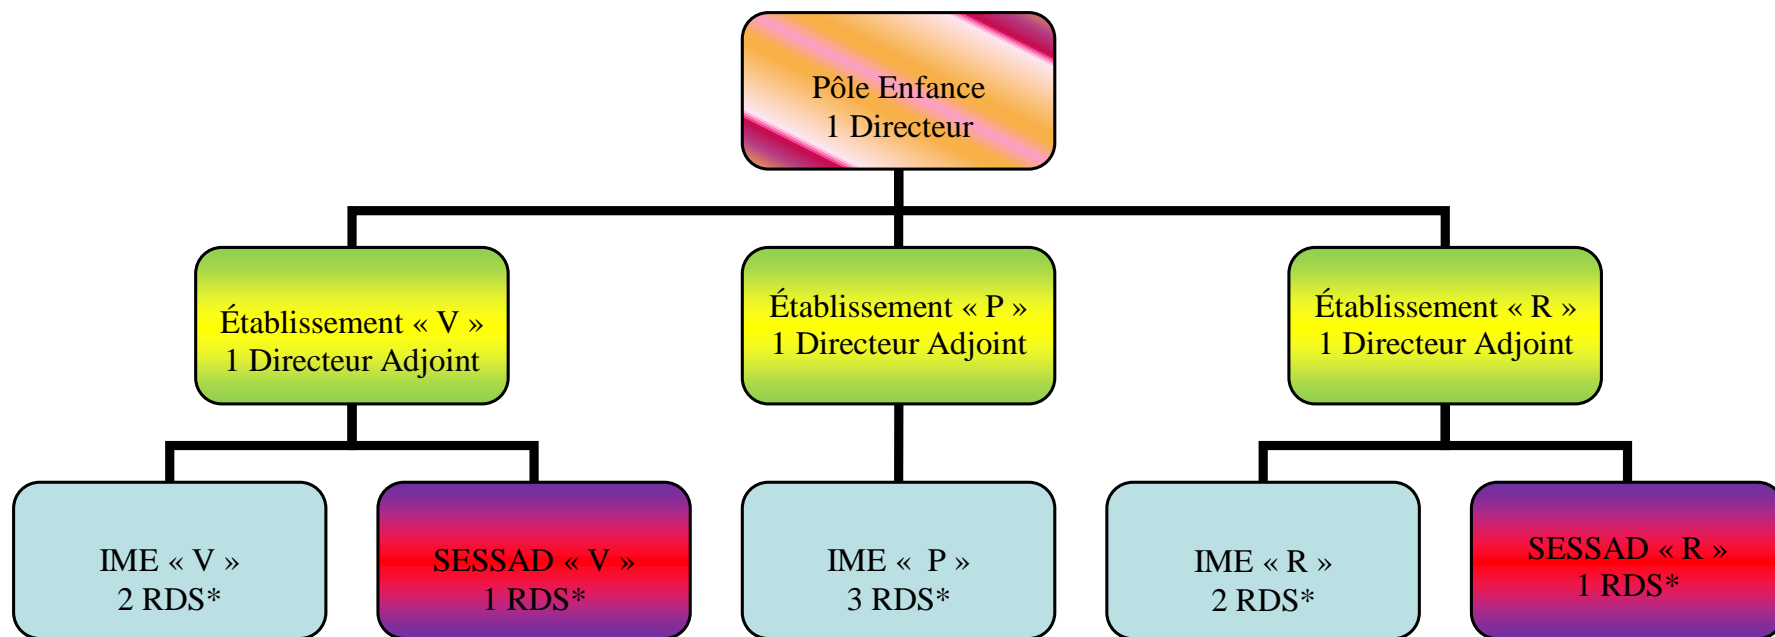 Pôle Enfance
1 Directeur
Établissement « V »
1 Directeur Adjoint
Établissement « P »
1 Directeur Adjoint
Établissement « R »
1 Directeur Adjoint
IME « V »
2 RDS*
SESSAD « V »
1 RDS*
IME «  P »
3 RDS*
IME « R »
2 RDS*
SESSAD « R »
1 RDS*